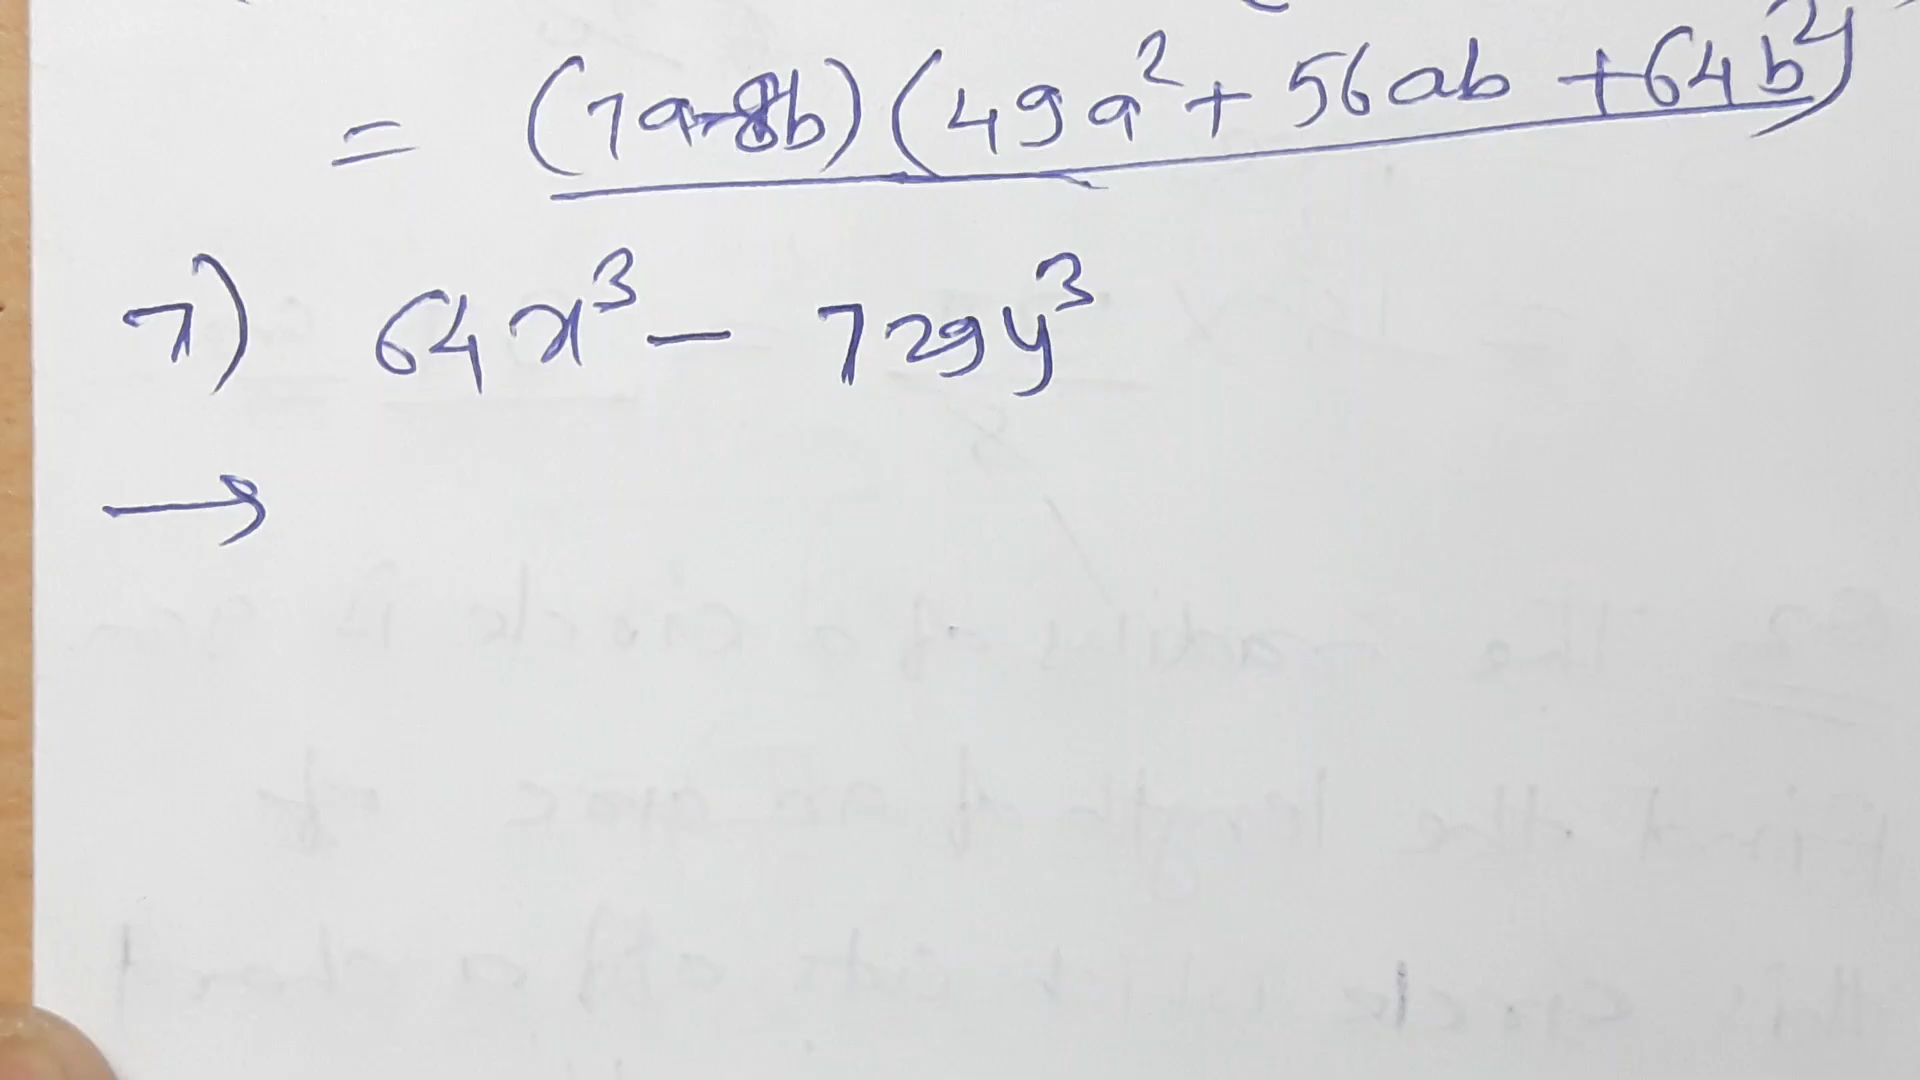 = (7a-8b)(49a²+56ab+64b²)
7) 64x³ - 729y³
→